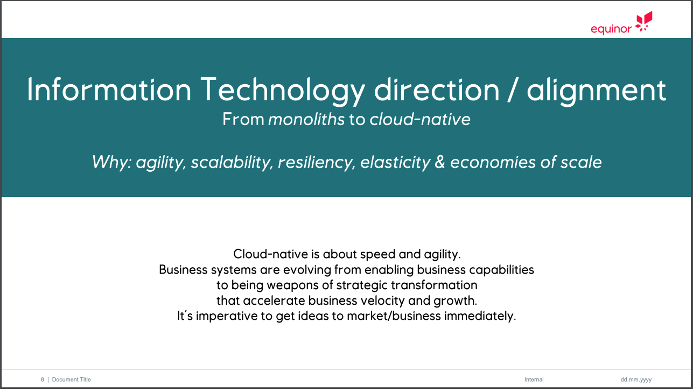 equinor
Information Technology direction / alignment
From monoliths to cloud-native
Why: agility, scalability, resiliency, elasticity & economies of scale
Cloud-native is about speed and agility.
Business systems are evolving from enabling business capabilities
to being weapons of strategic transformation
that accelerate business velocity and growth.
It´s imperative to get ideas to market/business immediately.
9 | Document Title
Internal
dd.mm.yyyy